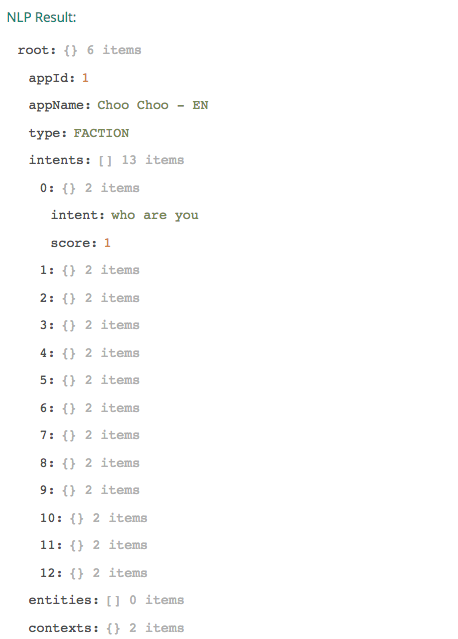 NLP Result:
root: {} 6 items
appId: 1
appName: Choo Choo - EN
type: FACTION
intents: [] 13 items
0: {} 2 items
intent: who are you
score: 1
1: {} 2 items
2: {} 2 items
3: {} 2 items
4: {} 2 items
5: {} 2 items
6: {} 2 items
7: {} 2 items
8: {} 2 items
9: {} 2 items
10: {} 2 items
11: {} 2 items
12: {} 2 items
entities: [] 0 items
contexts: {} 2 items